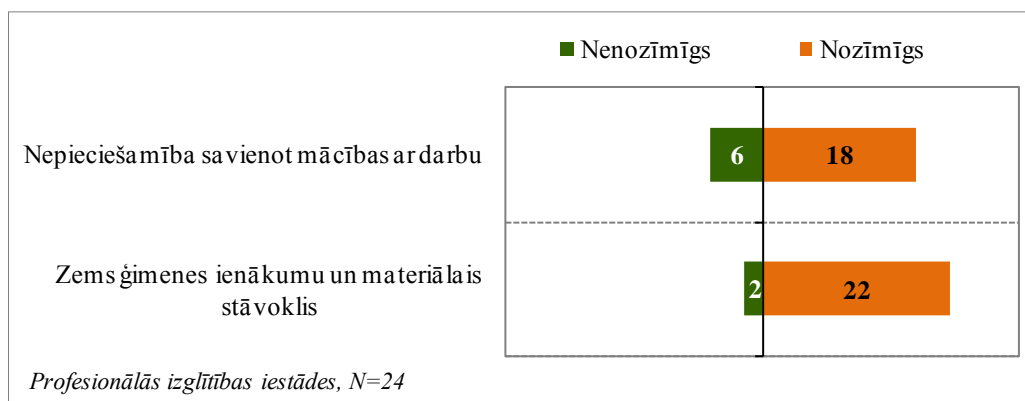 Nenozīmīgs Nozīmīgs
Nepieciešamība savienot mācības ar darbu
6 18
Zems ģimenes ienākumu un materiālais
stāvoklis
2 22
Profesionālās izglītības iestādes, N=24